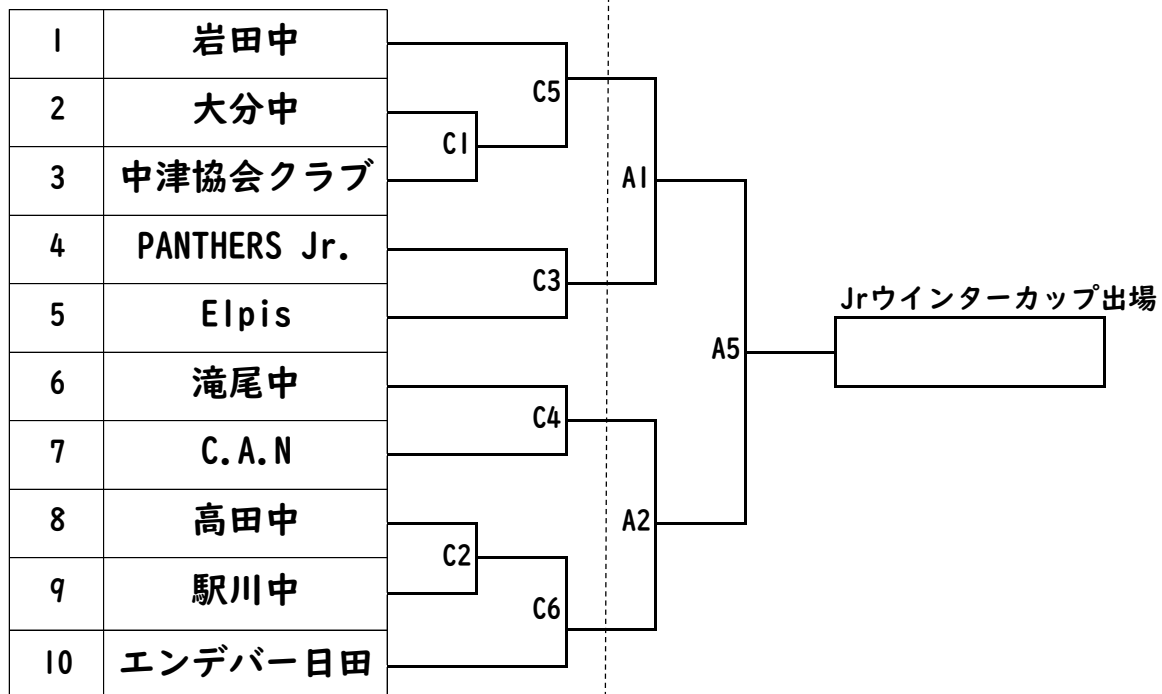 1 岩田中
2 大分中
3 中津協会クラブ
4 PANTHERS Jr.
5 Elpis
6 滝尾中
7 C.A.N
8 高田中
9 駅川中
10 エンデバー日田
C5
C1
A1
C3
Jrウインターカップ出場
A5
C4
A2
C2
C6